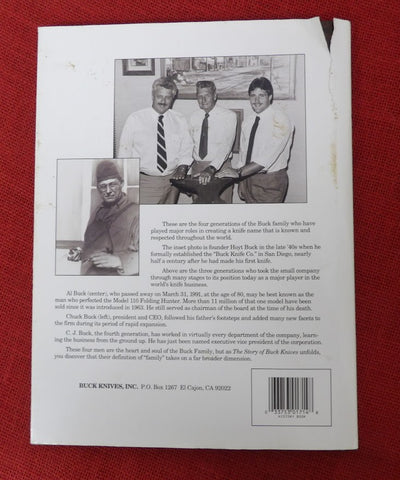 These are the four generations of the Buck family who have
played major roles in creating a knife name that is known and
respected throughout the world.
The inset photo is founder Hoyt Buck in the late '40s when he
formally established the "Buck Knife Co." in San Diego, nearly
half a century after he had made his first knife.
Above are the three generations who took the small company
through many stages to its position today as a major player in the
world's knife business.
Al Buck (center), who passed away on March 31, 1991, at the age of 80, may be best known as the
man who perfected the Model 110 Folding Hunter. More than 11 million of that one model have been
sold since it was introduced in 1963. He still served as chairman of the board at the time of his death.
Chuck Buck (left), president and CEO, followed his father's footsteps and added many new facets to
the firm during its period of rapid expansion.
C. J. Buck, the fourth generation, has worked in virtually every department of the company, learn-
ing the business from the ground up. He has just been named executive vice president of the corporation.
These four men are the heart and soul of the Buck Family, but as The Story of Buck Knives unfolds,
you discover that their definition of "family" takes on a far broader dimension.
BUCK KNIVES, INC. P.O. Box 1267 El Cajon, CA 92022
0 33753 01714 8
HISTORY BOOK